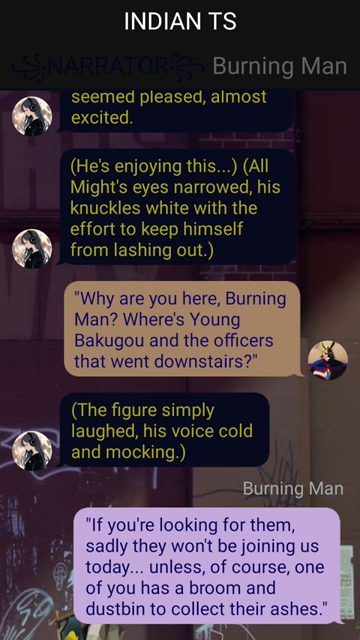 INDIAN TS
꧁NARRATOR꧂ Burning Man
seemed pleased, almost
excited.
(He's enjoying this...) (All
Might's eyes narrowed, his
knuckles white with the
effort to keep himself
from lashing out.)
"Why are you here, Burning
Man? Where's Young
Bakugou and the officers
that went downstairs?"
(The figure simply
laughed, his voice cold
and mocking.)
Burning Man
"If you're looking for them,
sadly they won't be joining us
today... unless, of course, one
of you has a broom and
dustbin to collect their ashes."